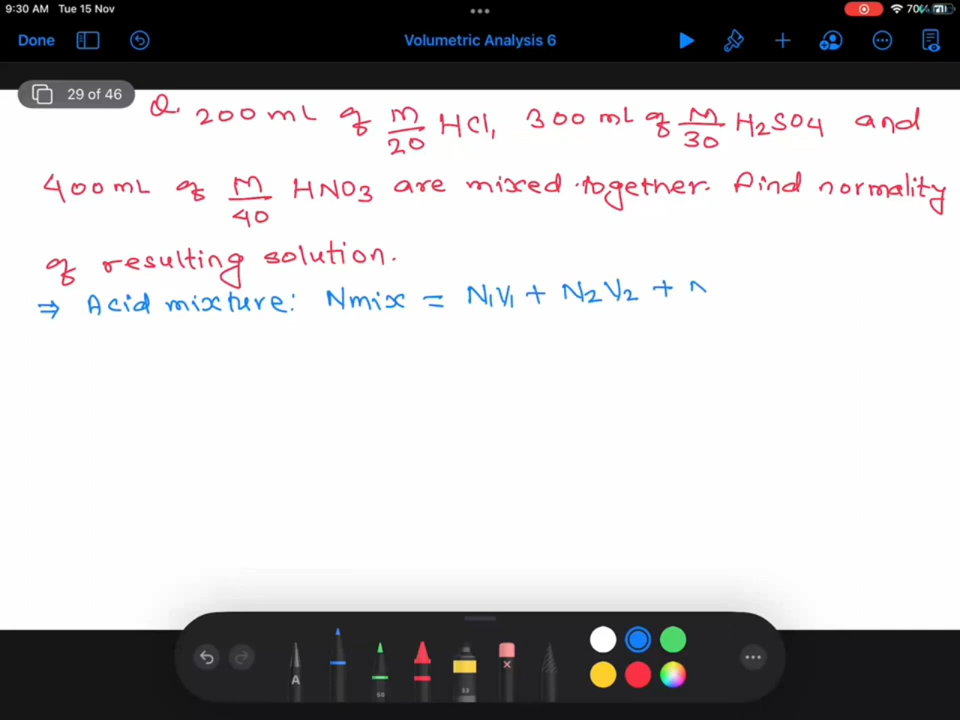 9:30 AM Tue 15 Nov 70%
Done Volumetric Analysis 6
29 of 46
Q. 200 mL of M/20 HCl, 300 mL of M/30 H2SO4 and
400 mL of M/40 HNO3 are mixed together. Find normality
of resulting solution.
⇒ Acid mixture: Nmix = N1V1 + N2V2 +
A